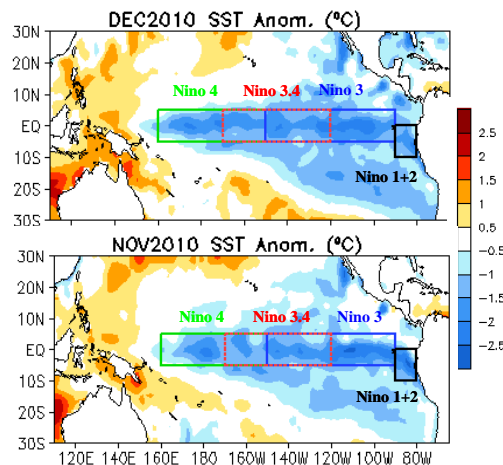 DEC2010 SST Anom. (°C)
30N
20N
10N
EQ
10S
20S
30S
Nino 4
Nino 3.4
Nino 3
Nino 1+2
NOV2010 SST Anom. (°C)
30N
20N
10N
EQ
10S
20S
30S
Nino 4
Nino 3.4
Nino 3
Nino 1+2
120E 140E 160E 180 160W 140W 120W 100W 80W
2.5
2
1.5
1
0.5
-0.5
-1
-1.5
-2
-2.5